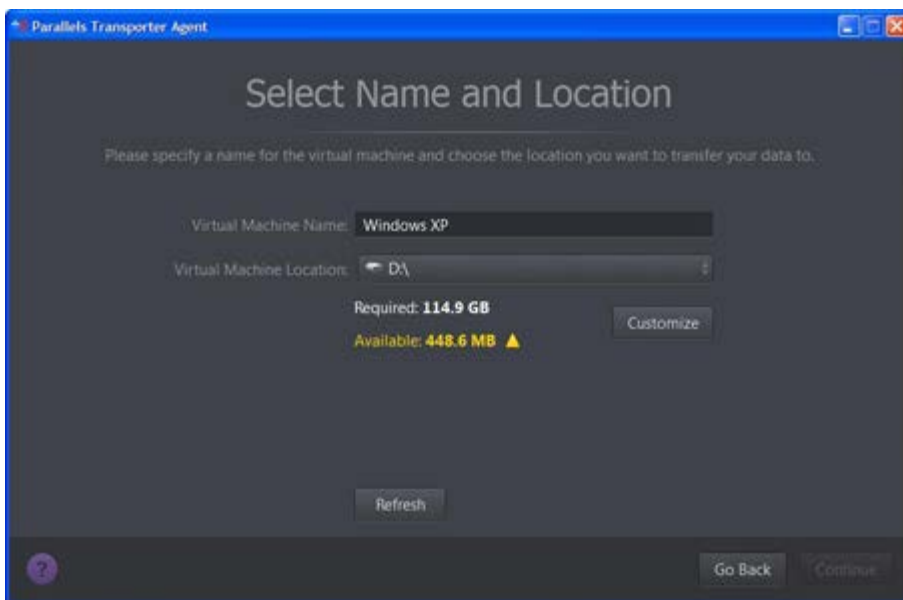 Parallels Transporter Agent
Select Name and Location
Please specify a name for the virtual machine and choose the location you want to transfer your data to.
Virtual Machine Name: Windows XP
Virtual Machine Location: D:\
Required: 114.9 GB
Customize
Available: 448.6 MB
Refresh
? Go Back Continue